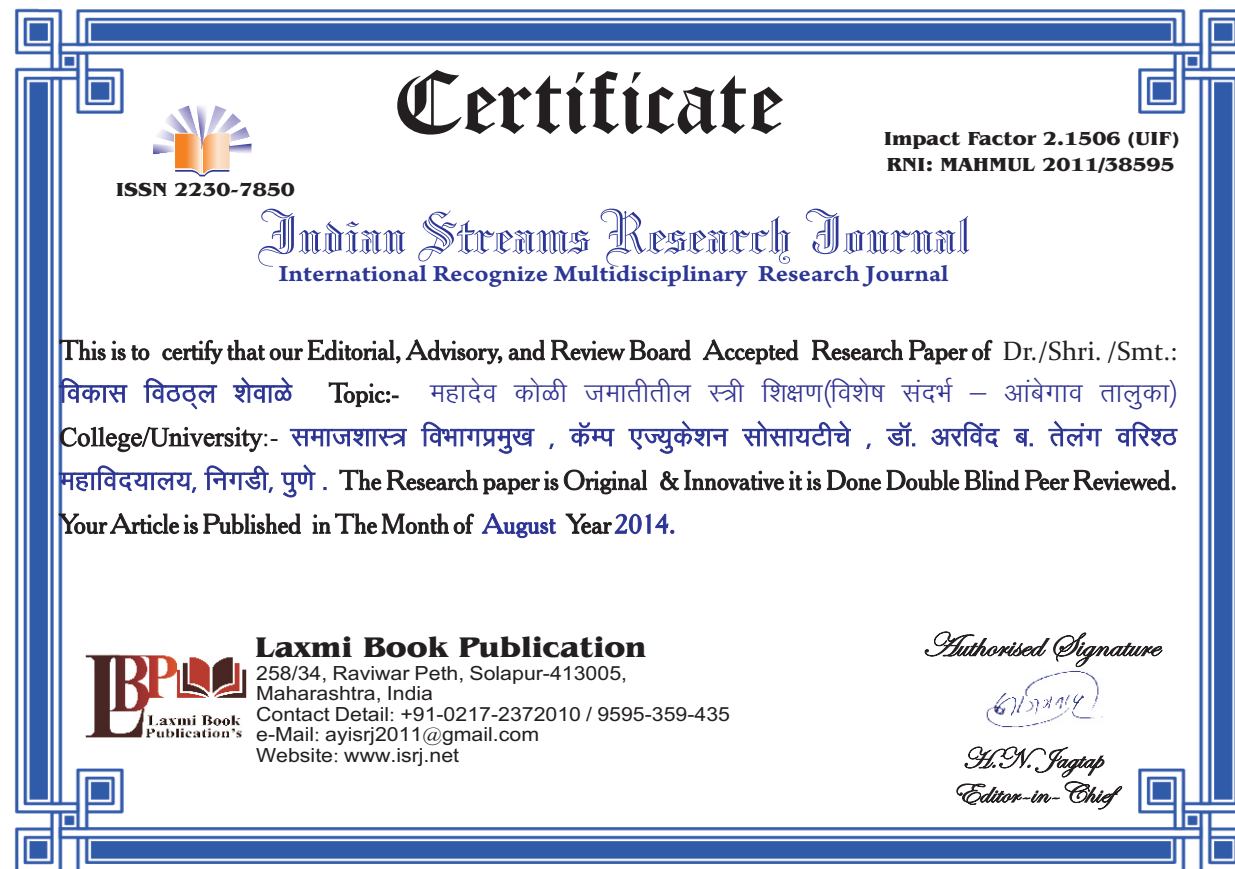 Certificate
ISSN 2230-7850
Impact Factor 2.1506 (UIF)
RNI: MAHMUL 2011/38595
Indian Streams Research Journal
International Recognize Multidisciplinary Research Journal
This is to certify that our Editorial, Advisory, and Review Board Accepted Research Paper of Dr./Shri. /Smt.:
विकास विठठ्ल शेवाळे Topic:- महादेव कोळी जमातीतील स्त्री शिक्षण(विशेष संदर्भ – आंबेगाव तालुका)
College/University:- समाजशास्त्र विभागप्रमुख , कॅम्प एज्युकेशन सोसायटीचे , डॉ. अरविंद ब. तेलंग वरिश्ठ
महाविदयालय, निगडी, पुणे . The Research paper is Original & Innovative it is Done Double Blind Peer Reviewed.
Your Article is Published in The Month of August Year 2014.
LBP
Laxmi Book
Publication's
Laxmi Book Publication
258/34, Raviwar Peth, Solapur-413005,
Maharashtra, India
Contact Detail: +91-0217-2372010 / 9595-359-435
e-Mail: ayisrj2011@gmail.com
Website: www.isrj.net
Authorised Signature
H.N. Jagtap
Editor-in-Chief